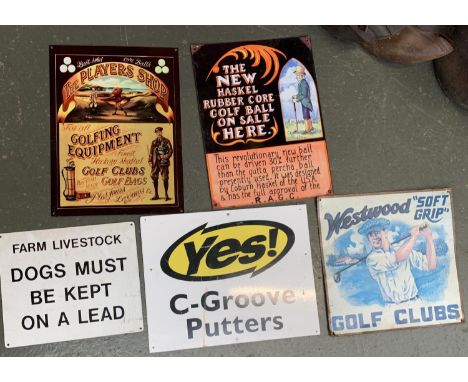 THE PLAYERS SHOP
For all
GOLFING
EQUIPMENT
GOLF CLUBS
GOLF BAGS
THE
NEW
HASKEL
RUBBER CORE
GOLF BALL
ON SALE
HERE.
This revolutionary new ball
can be driven 30% further
than the gutta percha ball
presently used. It was designed
by Coburn Haskel of the U.S.A.
& has the full approval of the
R.A.G.C.
FARM LIVESTOCK
DOGS MUST
BE KEPT
ON A LEAD
Yes!
C-Groove
Putters
Westwood "SOFT
GRIP"
GOLF CLUBS